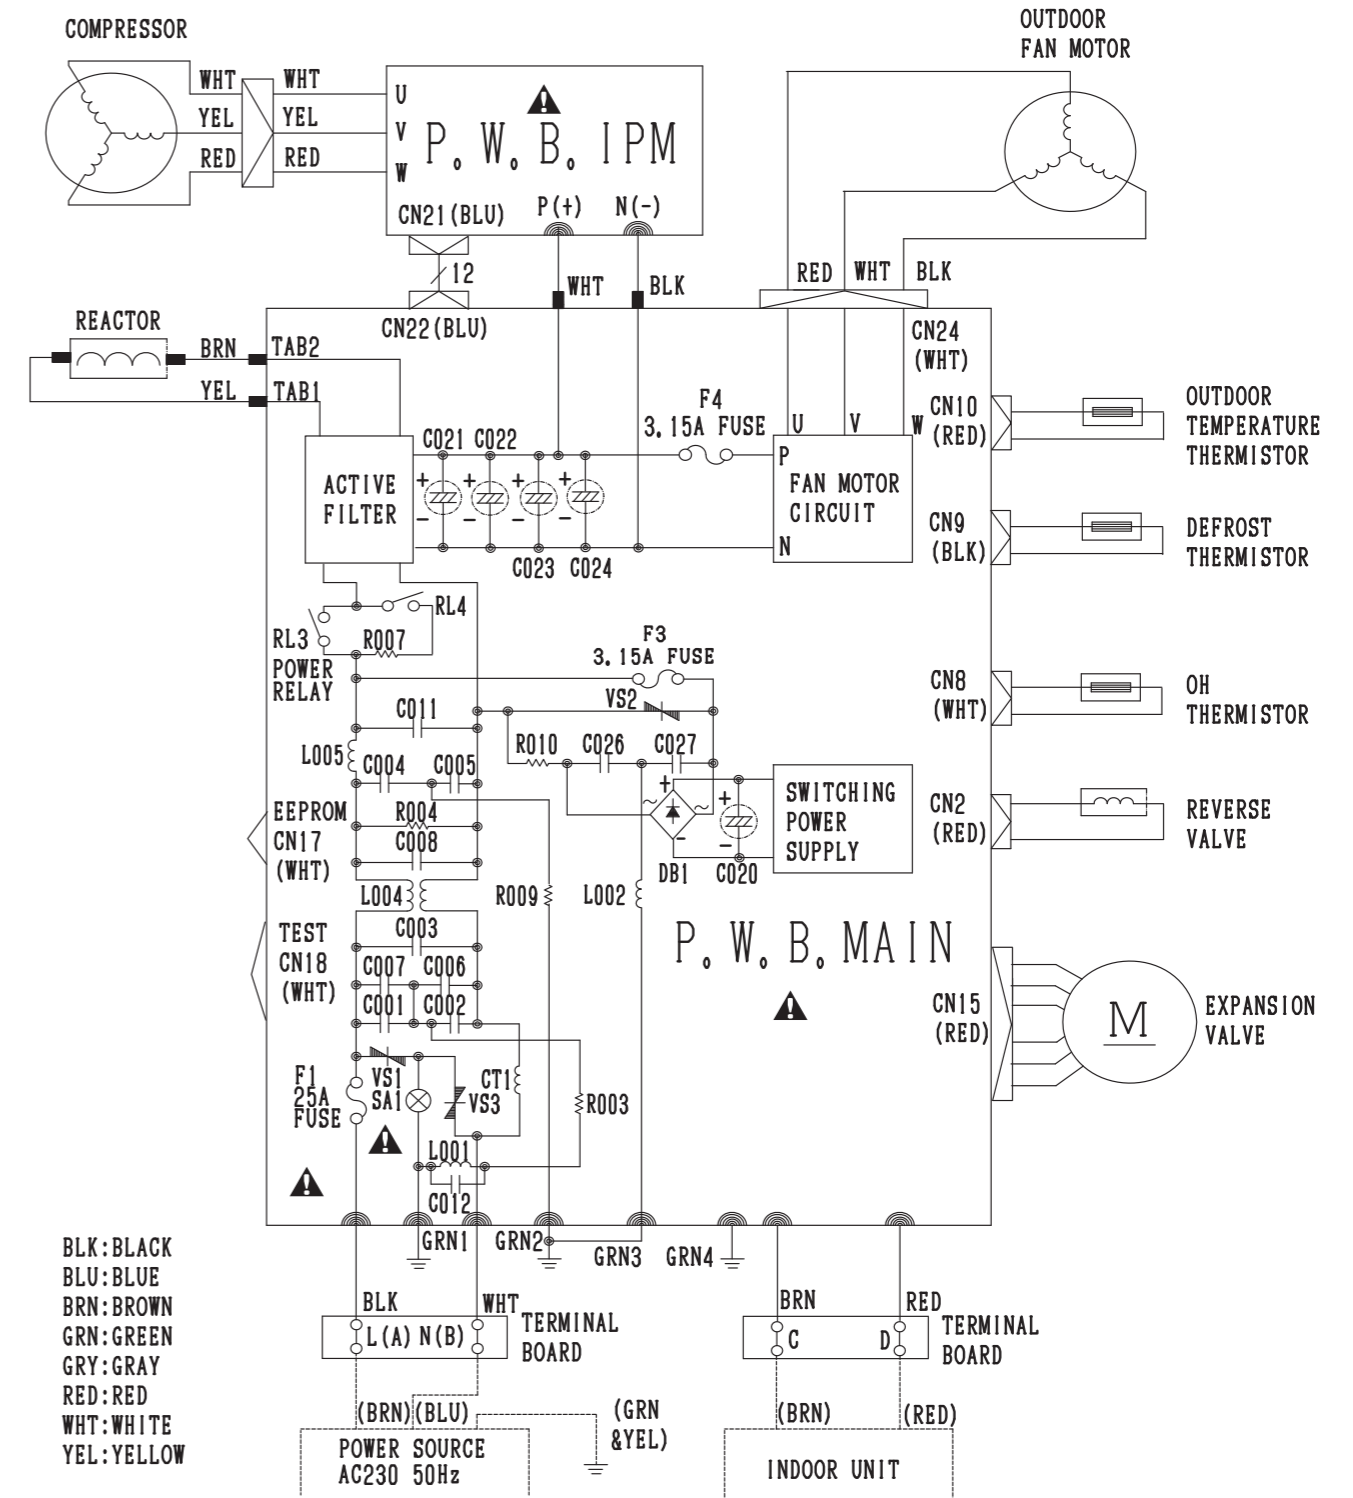 COMPRESSOR
OUTDOOR
FAN MOTOR
WHT WHT
YEL YEL
RED RED
U
V
W
P. W. B. IPM
CN21(BLU)
P(+) N(-)
12
WHT BLK
RED WHT BLK
CN22(BLU)
CN24
(WHT)
REACTOR
BRN TAB2
YEL TAB1
F4
3.15A FUSE
U V W
CN10
(RED)
OUTDOOR
TEMPERATURE
THERMISTOR
C021 C022
ACTIVE
FILTER
+ + + +
- - - -
C023 C024
P
FAN MOTOR
CIRCUIT
N
CN9
(BLK)
DEFROST
THERMISTOR
RL4
RL3
POWER
RELAY
R007
F3
3.15A FUSE
VS2
CN8
(WHT)
OH
THERMISTOR
C011
L005
R010 C026 C027
C004 C005
+
~ ~
-
DB1
+
-
C020
SWITCHING
POWER
SUPPLY
CN2
(RED)
REVERSE
VALVE
EEPROM
CN17
(WHT)
R004
C008
L004
R009
L002
TEST
CN18
(WHT)
C003
C007 C006
C001 C002
P. W. B. MAIN
CN15
(RED)
M
EXPANSION
VALVE
F1
25A
FUSE
VS1
SA1
VS3
CT1
R003
L001
C012
GRN1 GRN2 GRN3 GRN4
BLK WHT
L(A) N(B)
TERMINAL
BOARD
BRN RED
C D
TERMINAL
BOARD
(BRN) (BLU)
(GRN
&YEL)
(BRN) (RED)
POWER SOURCE
AC230 50Hz
INDOOR UNIT
BLK:BLACK
BLU:BLUE
BRN:BROWN
GRN:GREEN
GRY:GRAY
RED:RED
WHT:WHITE
YEL:YELLOW